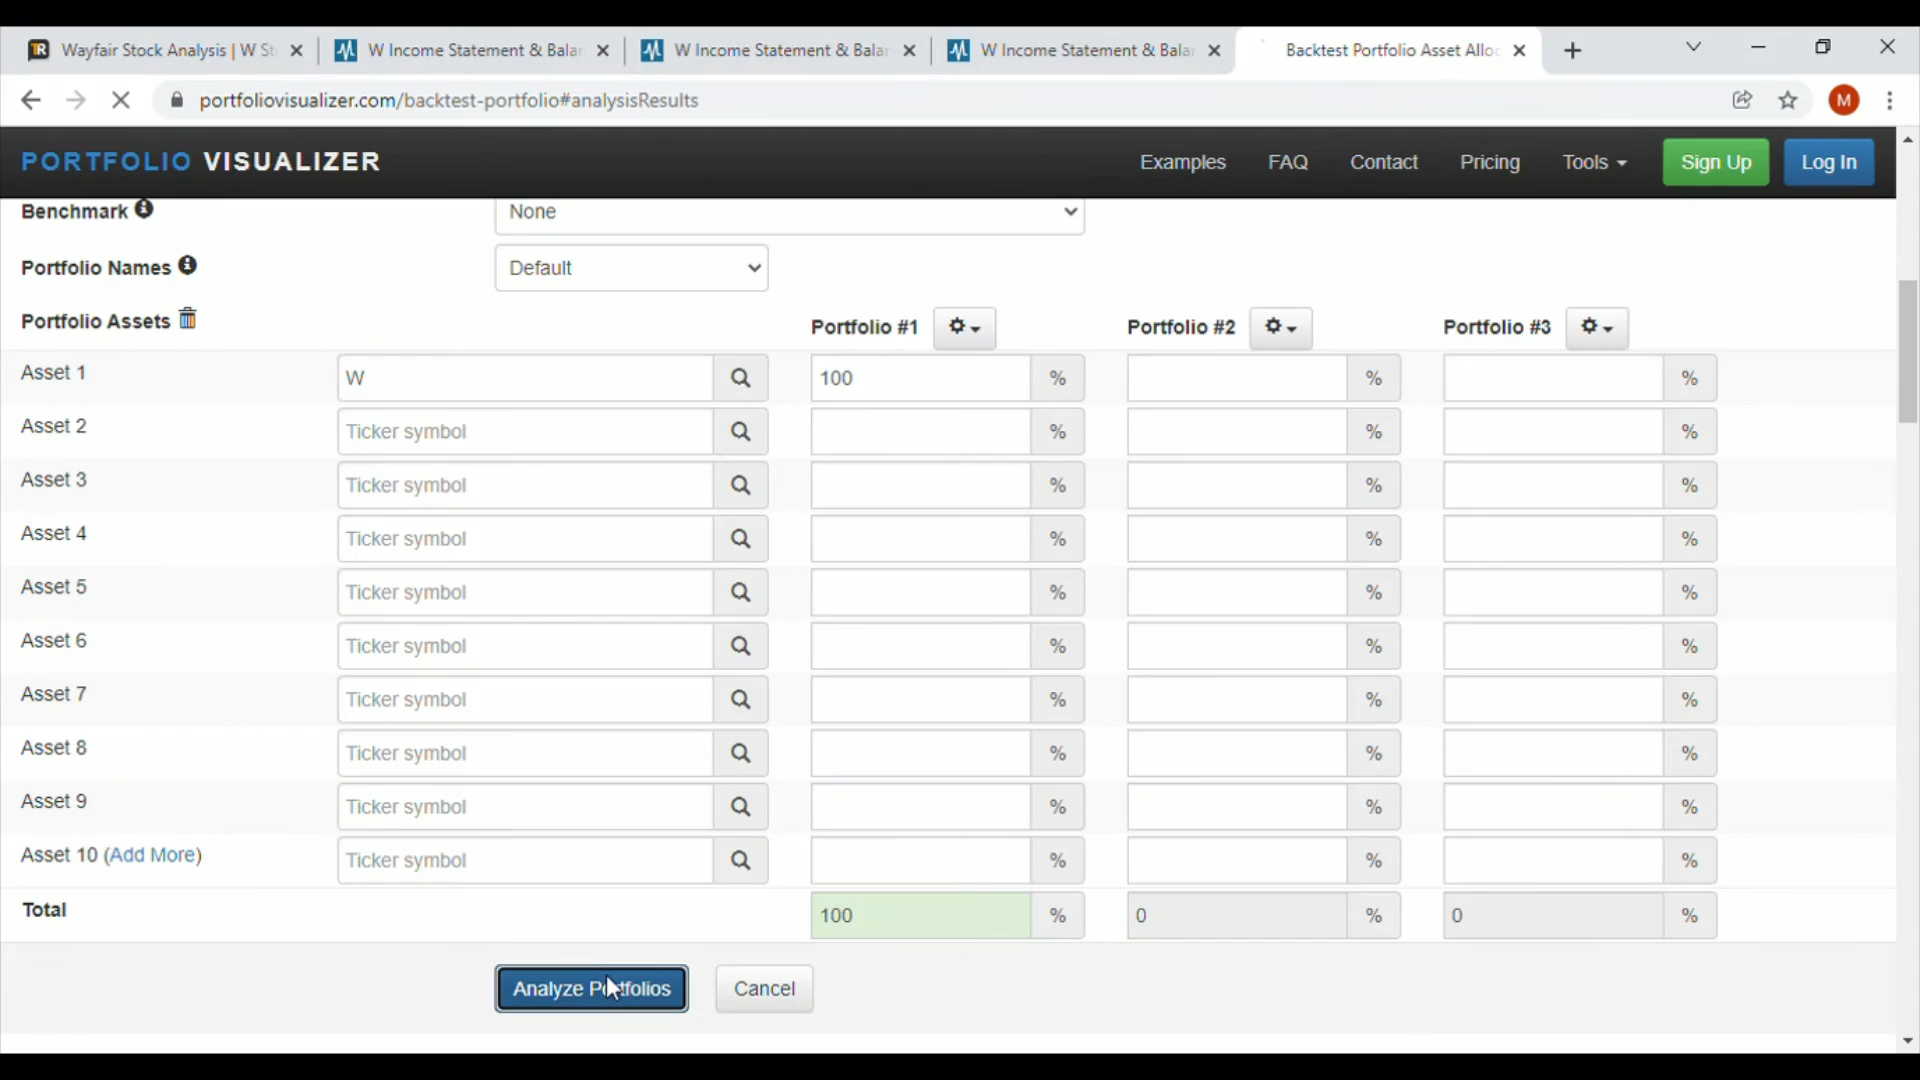 Wayfair Stock Analysis | W St
W Income Statement & Balan
W Income Statement & Balan
W Income Statement & Balan
Backtest Portfolio Asset Alloc
portfoliovisualizer.com/backtest-portfolio#analysisResults
M
PORTFOLIO VISUALIZER
Examples FAQ Contact Pricing Tools Sign Up Log In
Benchmark None
Portfolio Names Default
Portfolio Assets Portfolio #1 Portfolio #2 Portfolio #3
Asset 1 W 100 % % %
Asset 2 Ticker symbol % % %
Asset 3 Ticker symbol % % %
Asset 4 Ticker symbol % % %
Asset 5 Ticker symbol % % %
Asset 6 Ticker symbol % % %
Asset 7 Ticker symbol % % %
Asset 8 Ticker symbol % % %
Asset 9 Ticker symbol % % %
Asset 10 (Add More) Ticker symbol % % %
Total 100 % 0 % 0 %
Analyze Portfolios Cancel